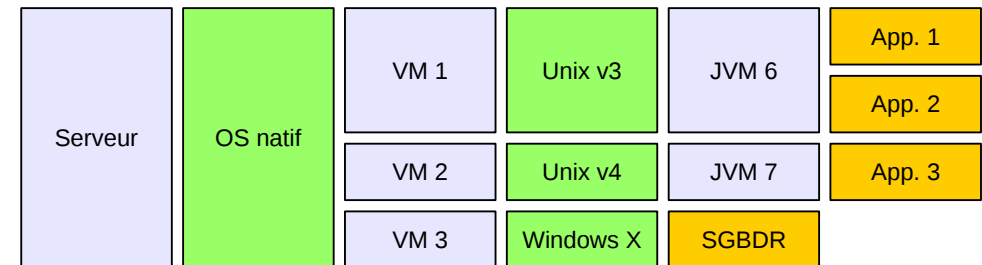 Serveur
OS natif
VM 1
Unix v3
JVM 6
App. 1
App. 2
VM 2
Unix v4
JVM 7
App. 3
VM 3
Windows X
SGBDR